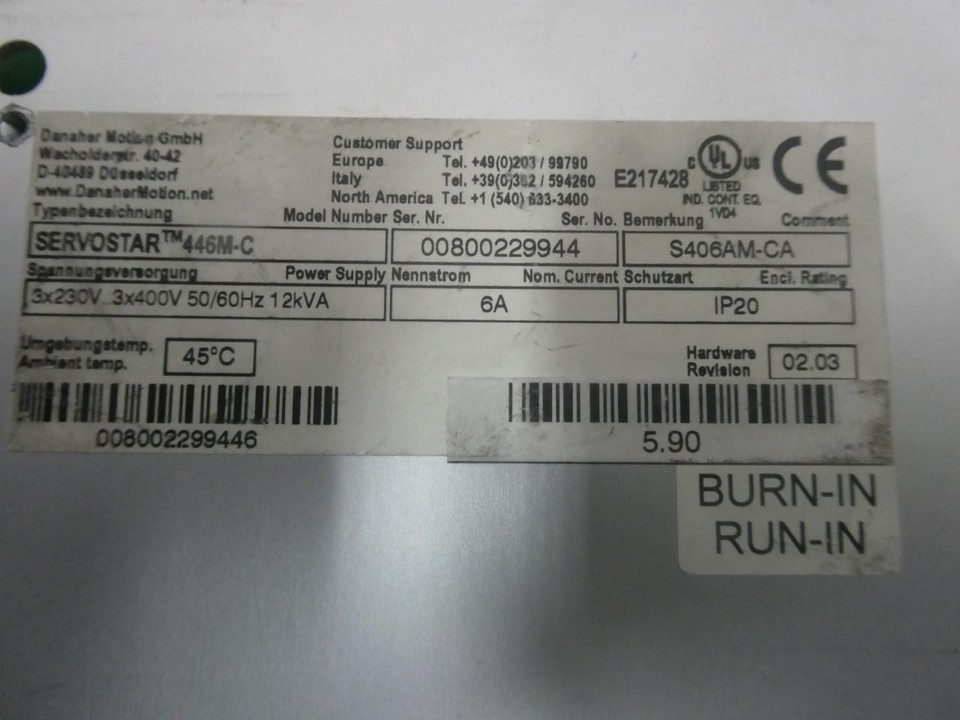 Danaher Motion GmbH
Wacholderstr. 40-42
D-40489 Düsseldorf
www.DanaherMotion.net
Customer Support
Europe Tel. +49(0)203 / 99790
Italy Tel. +39(0)362 / 594260
North America Tel. +1 (540) 633-3400
E217428
C UL US
LISTED
IND. CONT. EQ.
1VD4
CE
Typenbezeichnung Model Number Ser. Nr. Ser. No. Bemerkung Comment
SERVOSTAR™446M-C 00800229944 S406AM-CA
Spannungsversorgung Power Supply Nennstrom Nom. Current Schutzart Encl. Rating
3x230V..3x400V 50/60Hz 12kVA 6A IP20
Umgebungstemp.
Ambient temp.
45°C
Hardware
Revision
02.03
008002299446
5.90
BURN-IN
RUN-IN